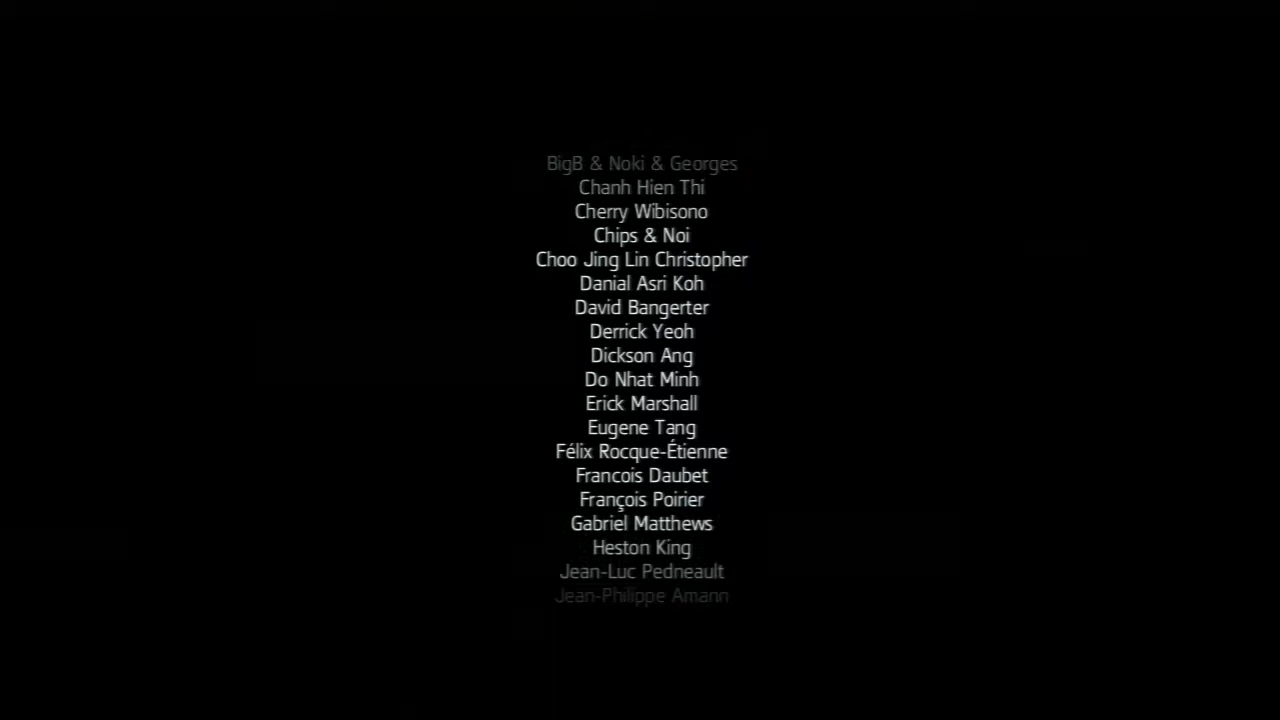 BigB & Noki & Georges
Chanh Hien Thi
Cherry Wibisono
Chips & Noi
Choo Jing Lin Christopher
Danial Asri Koh
David Bangerter
Derrick Yeoh
Dickson Ang
Do Nhat Minh
Erick Marshall
Eugene Tang
Félix Rocque-Étienne
Francois Daubet
François Poirier
Gabriel Matthews
Heston King
Jean-Luc Pedneault
Jean-Philippe Amann